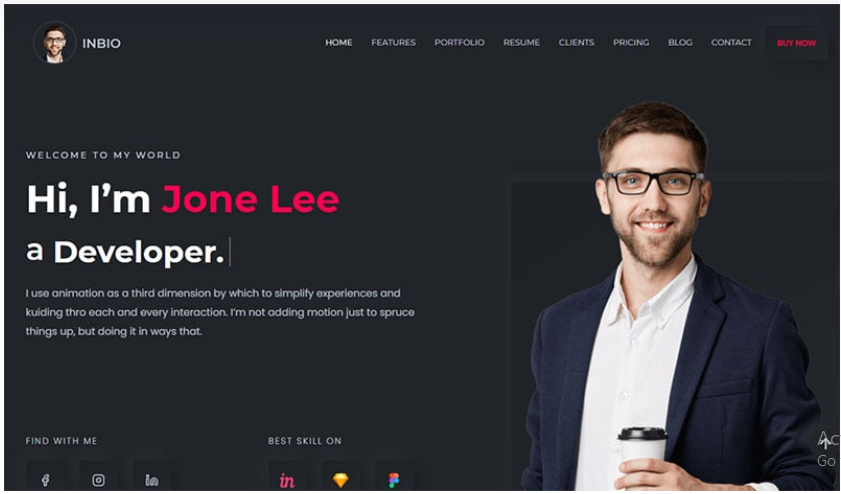 INBIO
HOME FEATURES PORTFOLIO RESUME CLIENTS PRICING BLOG CONTACT BUY NOW
WELCOME TO MY WORLD
Hi, I’m Jone Lee
a Developer.
I use animation as a third dimension by which to simplify experiences and
kuiding thro each and every interaction. I’m not adding motion just to spruce
things up, but doing it in ways that.
FIND WITH ME
BEST SKILL ON
in
in
Go